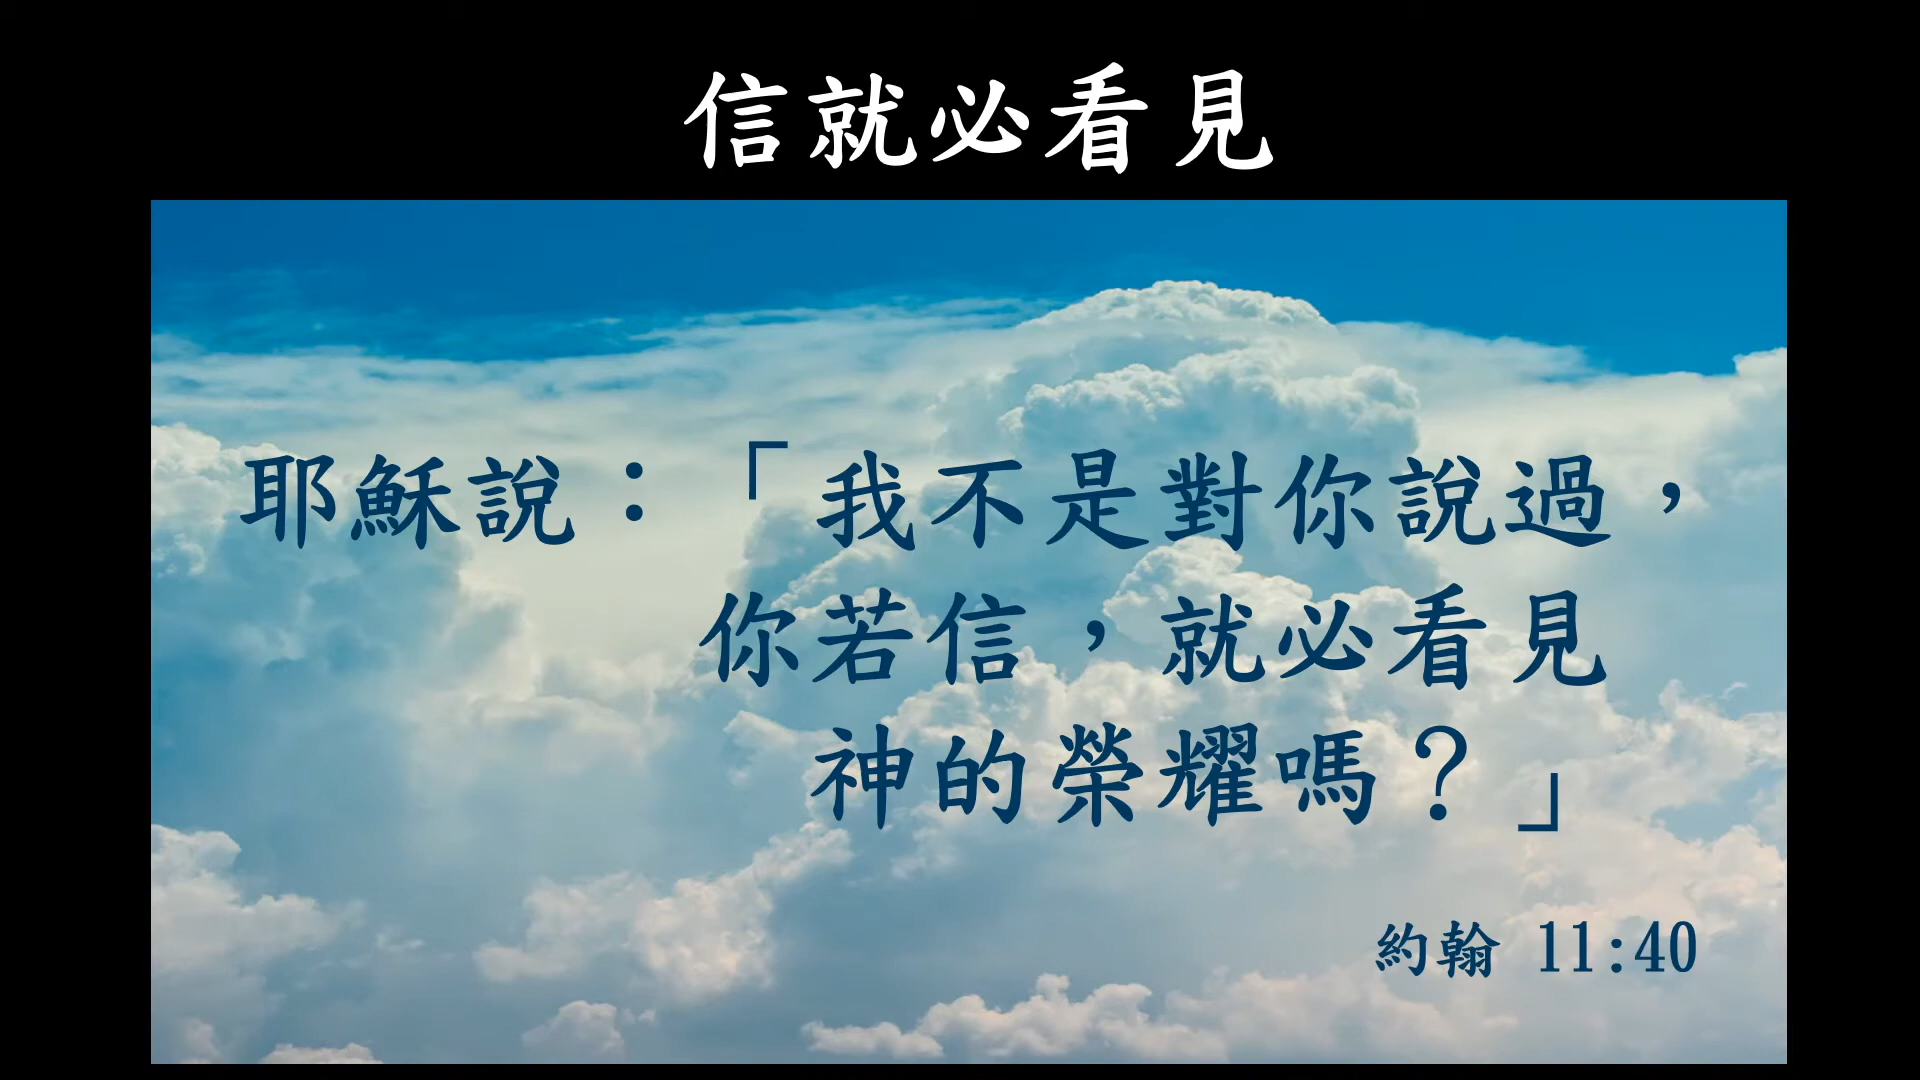 信就必看見
耶穌說：「我不是對你說過，
你若信，就必看見
神的榮耀嗎？」
約翰 11:40